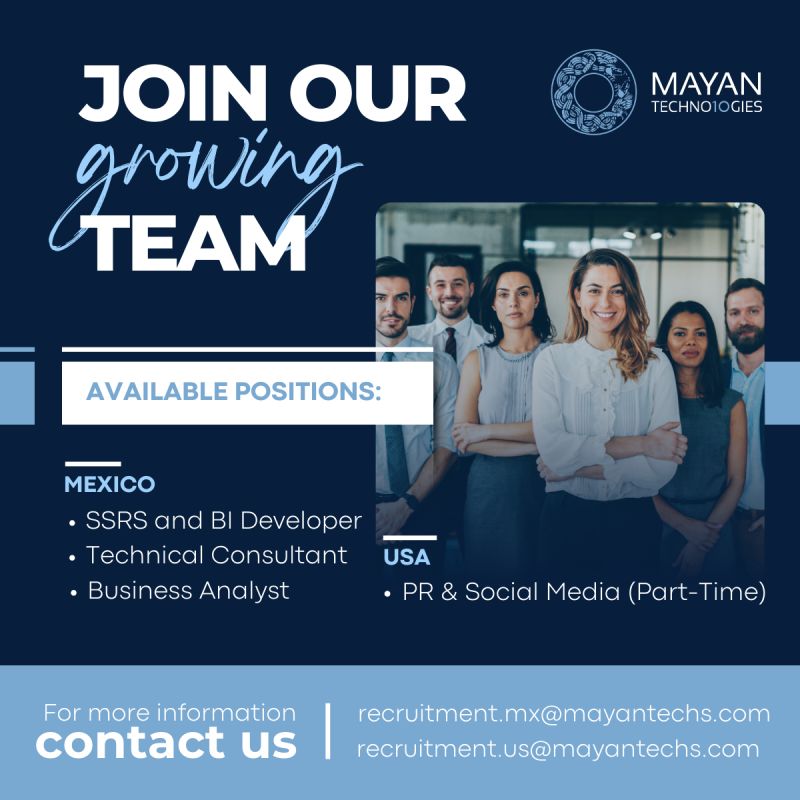 JOIN OUR
growing
TEAM
MAYAN
TECHNO10GIES
AVAILABLE POSITIONS:
MEXICO
• SSRS and BI Developer
• Technical Consultant
• Business Analyst
USA
• PR & Social Media (Part-Time)
For more information
contact us
recruitment.mx@mayantechs.com
recruitment.us@mayantechs.com